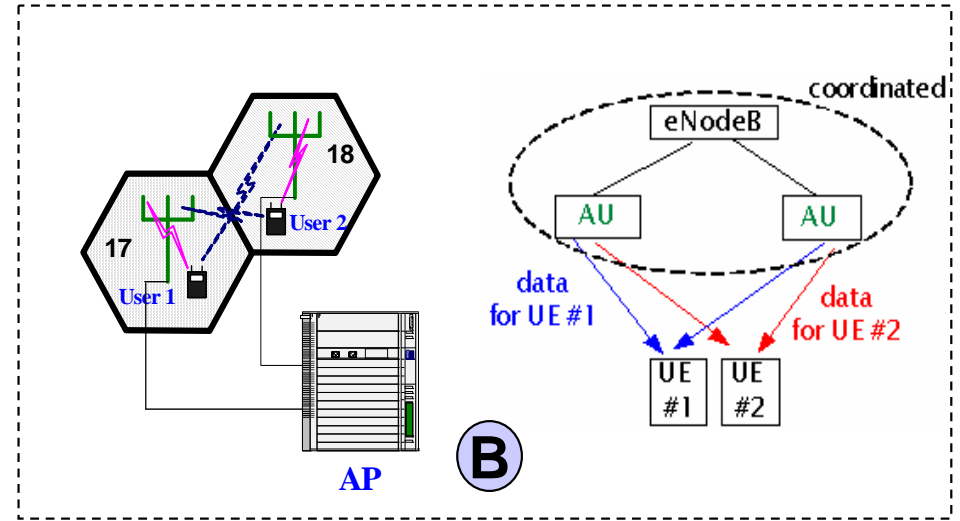 18
User 2
17
User 1
AP
B
coordinated
eNodeB
AU
AU
data
for UE #1
data
for UE #2
UE
#1
UE
#2